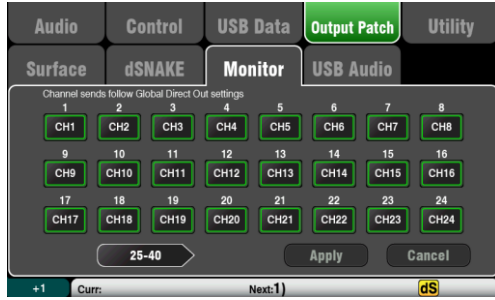 Audio Control USB Data Output Patch Utility
Surface dSNAKE Monitor USB Audio
Channel sends follow Global Direct Out settings
1 2 3 4 5 6 7 8
CH1 CH2 CH3 CH4 CH5 CH6 CH7 CH8
9 10 11 12 13 14 15 16
CH9 CH10 CH11 CH12 CH13 CH14 CH15 CH16
17 18 19 20 21 22 23 24
CH17 CH18 CH19 CH20 CH21 CH22 CH23 CH24
25-40 Apply Cancel
+1 Curr: Next:1) dS